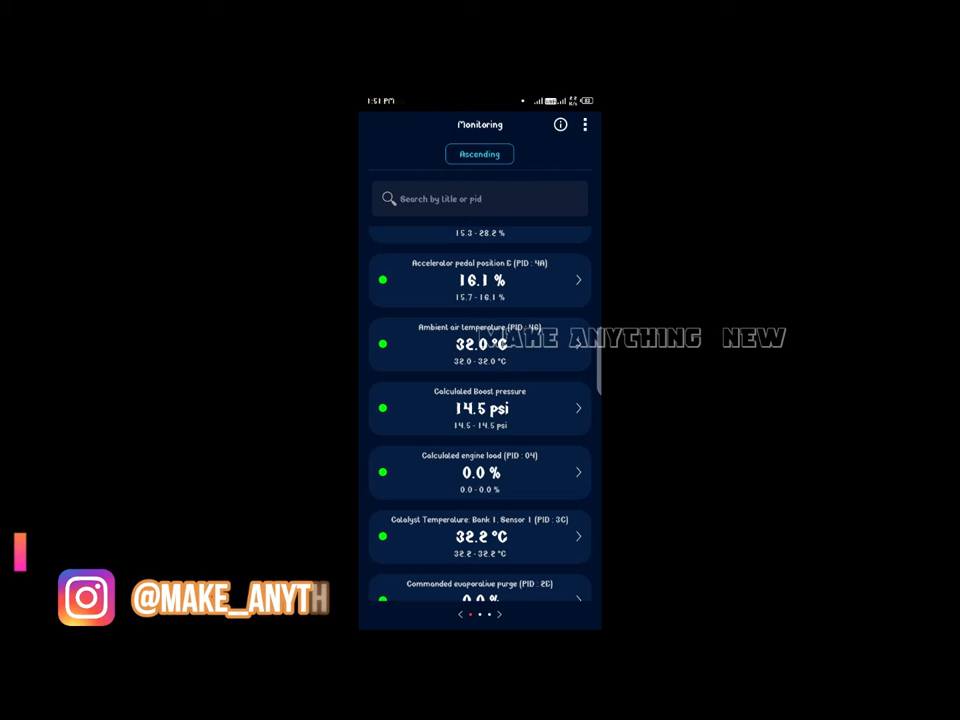 1:51 PM
Monitoring
Ascending
Search by title or pid
15.3 - 28.2 %
Accelerator pedal position E (PID : 4A)
16.1 %
15.7 - 16.1 %
Ambient air temperature (PID : 46)
32.0 °C
MAKE ANYTHING NEW
32.0 - 32.0 °C
Calculated Boost pressure
14.5 psi
14.5 - 14.5 psi
Calculated engine load (PID : 04)
0.0 %
0.0 - 0.0 %
Catalyst Temperature: Bank 1, Sensor 1 (PID : 3C)
32.2 °C
32.2 - 32.2 °C
Commanded evaporative purge (PID : 2E)
0.0 %
@MAKE_ANYTH